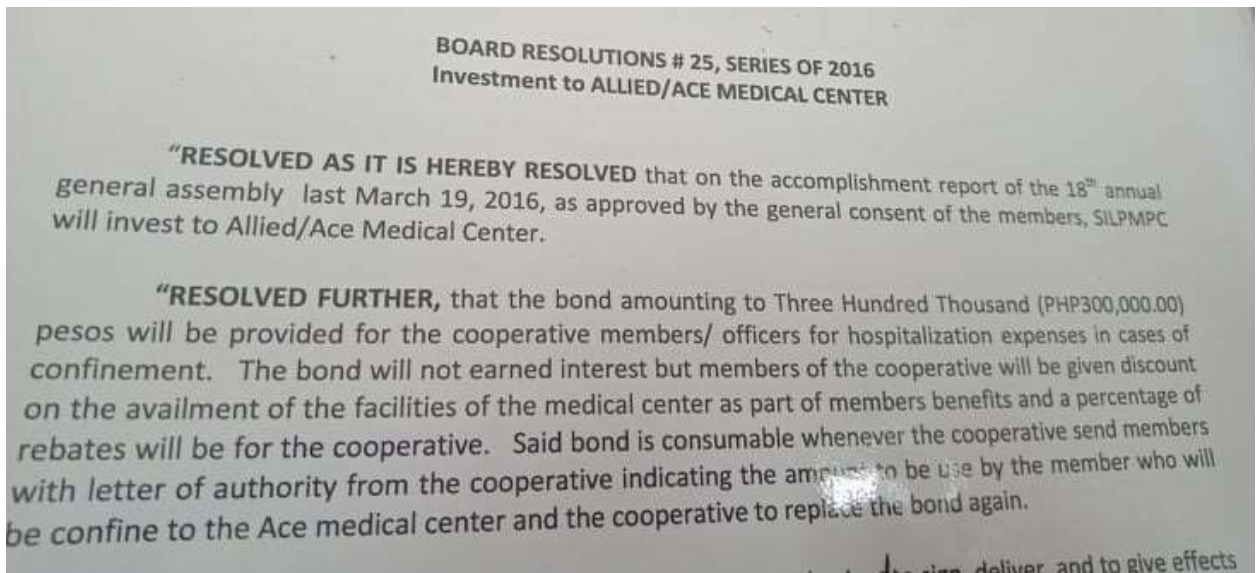 BOARD RESOLUTIONS # 25, SERIES OF 2016
Investment to ALLIED/ACE MEDICAL CENTER
"RESOLVED AS IT IS HEREBY RESOLVED that on the accomplishment report of the 18th annual
general assembly last March 19, 2016, as approved by the general consent of the members, SILPMPC
will invest to Allied/Ace Medical Center.
"RESOLVED FURTHER, that the bond amounting to Three Hundred Thousand (PHP300,000.00)
pesos will be provided for the cooperative members/ officers for hospitalization expenses in cases of
confinement. The bond will not earned interest but members of the cooperative will be given discount
on the availment of the facilities of the medical center as part of members benefits and a percentage of
rebates will be for the cooperative. Said bond is consumable whenever the cooperative send members
with letter of authority from the cooperative indicating the amount to be use by the member who will
be confine to the Ace medical center and the cooperative to replace the bond again.
deliver, and to give effects